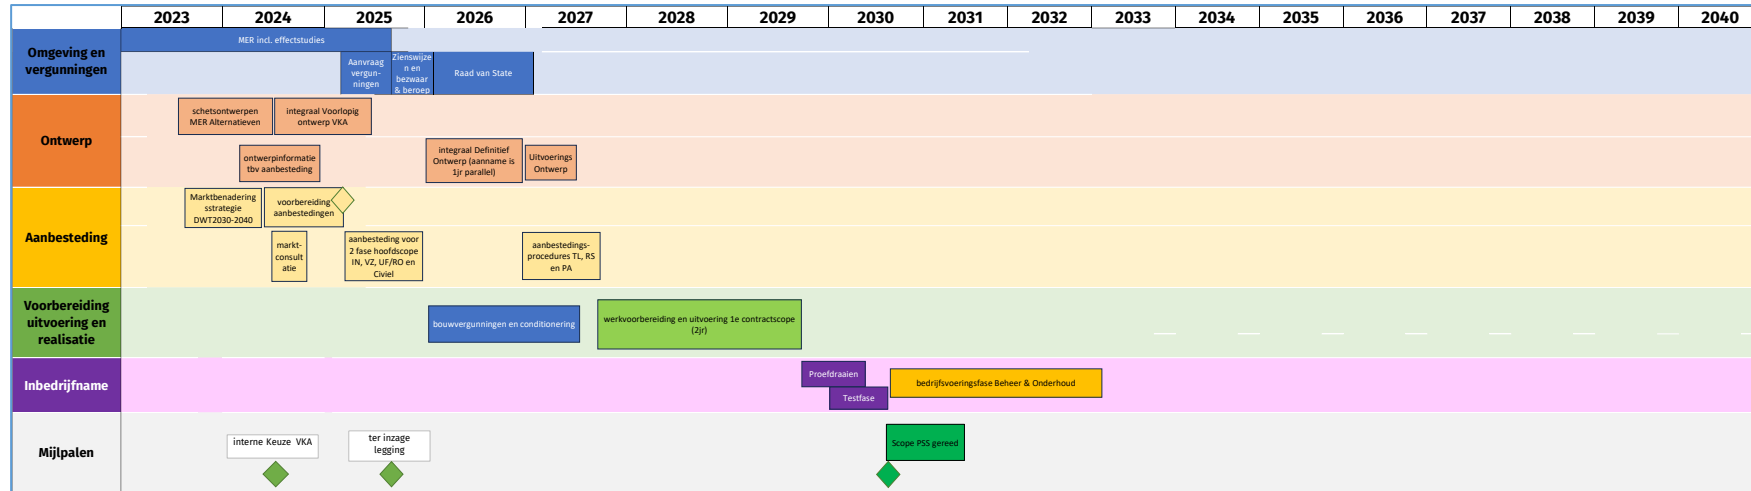 2023 2024 2025 2026 2027 2028 2029 2030 2031 2032 2033 2034 2035 2036 2037 2038 2039 2040
Omgeving en
vergunningen
MER incl. effectstudies
Aanvraag
vergun-
ningen
Zienswijze
n en
bezwaar
& beroep
Raad van State
Ontwerp
schetsontwerpen
MER Alternatieven
integraal Voorlopig
ontwerp VKA
ontwerpinformatie
tbv aanbesteding
integraal Definitief
Ontwerp (aanname is
1jr parallel)
Uitvoerings
Ontwerp
Aanbesteding
Marktbenadering
sstrategie
DWT2030-2040
voorbereiding
aanbestedingen
markt-
consult
atie
aanbesteding voor
2 fase hoofdscope
IN, VZ, UF/RO en
Civiel
aanbestedings-
procedures TL, RS
en PA
Voorbereiding
uitvoering en
realisatie
bouwvergunningen en conditionering
werkvoorbereiding en uitvoering 1e contractscope
(2jr)
Inbedrijfname
Proefdraaien
Testfase
bedrijfsvoeringsfase Beheer & Onderhoud
Mijlpalen
interne Keuze VKA
ter inzage
legging
Scope PSS gereed